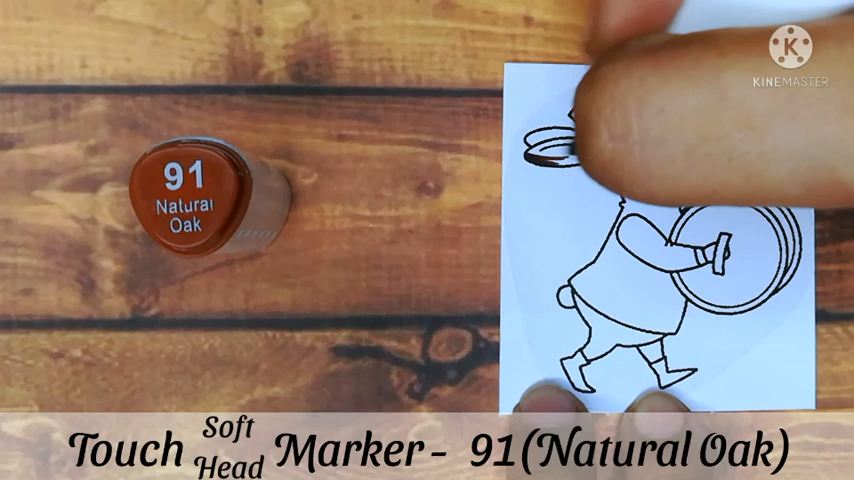 KINEMASTER
91
Natural
Oak
Touch Soft Head Marker - 91(Natural Oak)